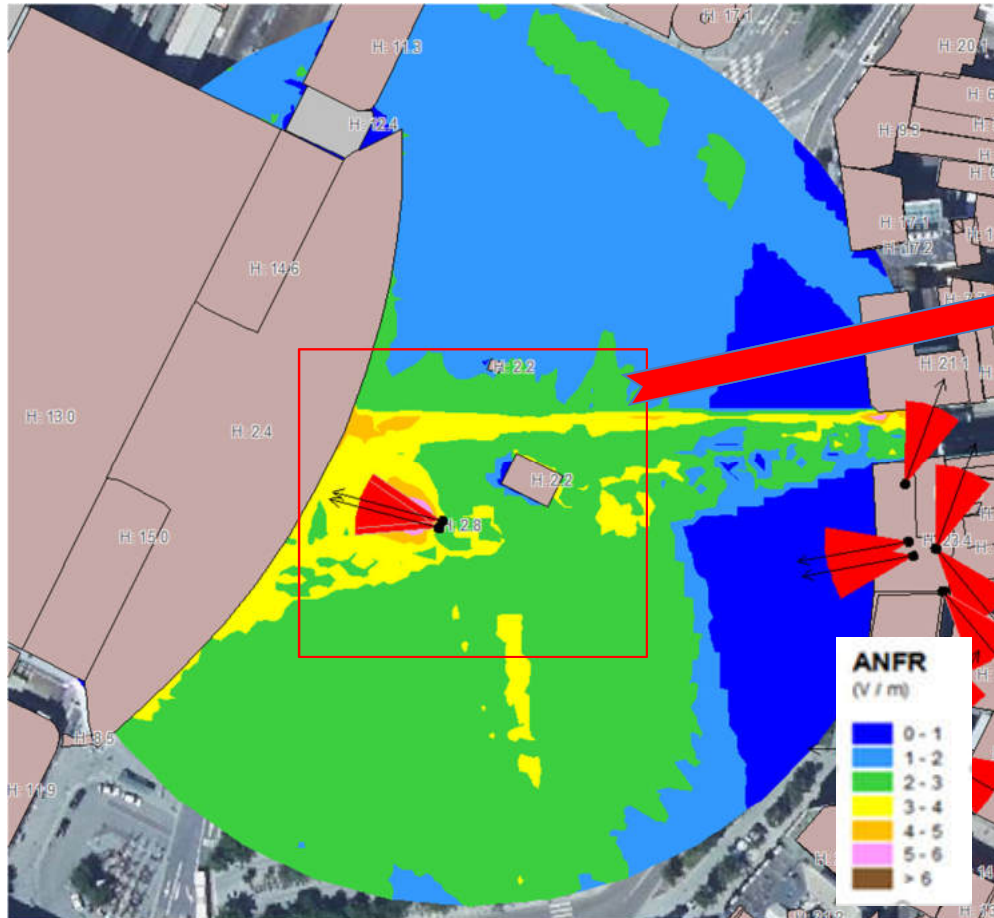 H: 17.1
H: 11.3
H: 20.1
H: 12.4
H: 9.3
H: 17.1
H: 17.2
H: 14.6
H: 2.2
H: 21.1
H: 13.0
H: 2.4
H: 2.2
H: 2.8
H: 15.0
H: 23.4
H: 8.5
H: 11.9
ANFR
(V / m)
0 - 1
1 - 2
2 - 3
3 - 4
4 - 5
5 - 6
> 6